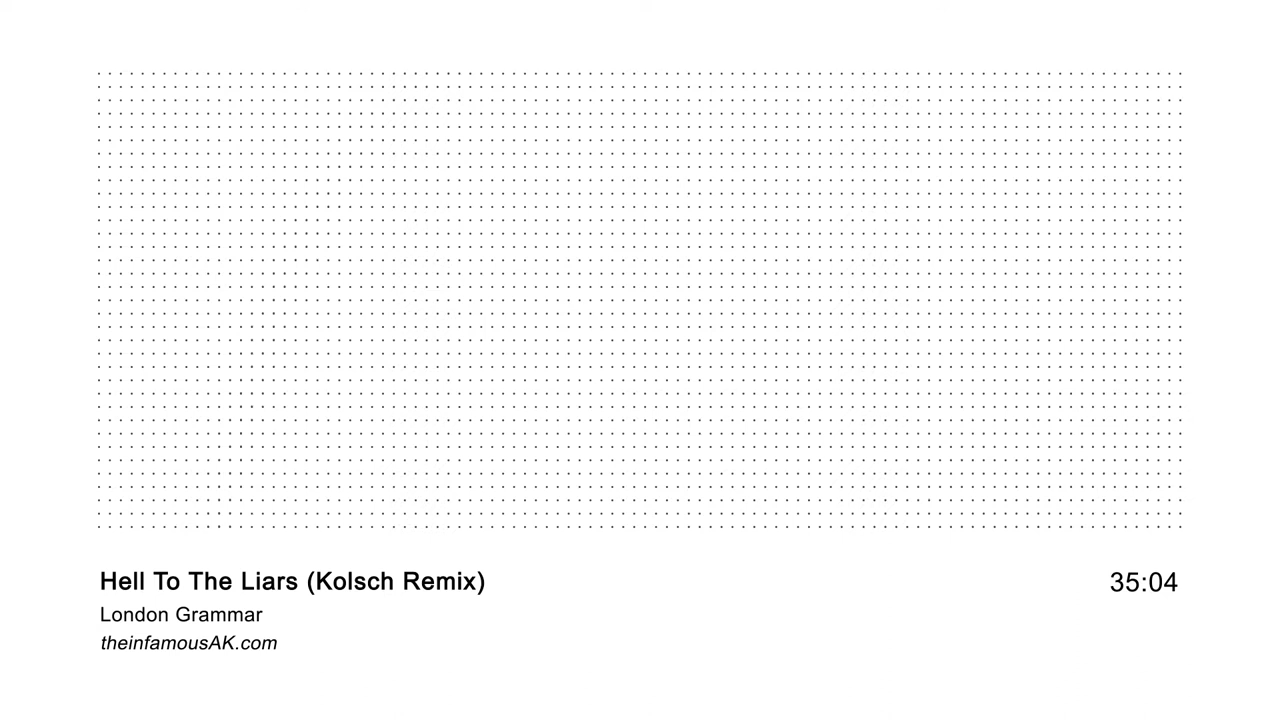 Hell To The Liars (Kolsch Remix)
35:04
London Grammar
theinfamousAK.com